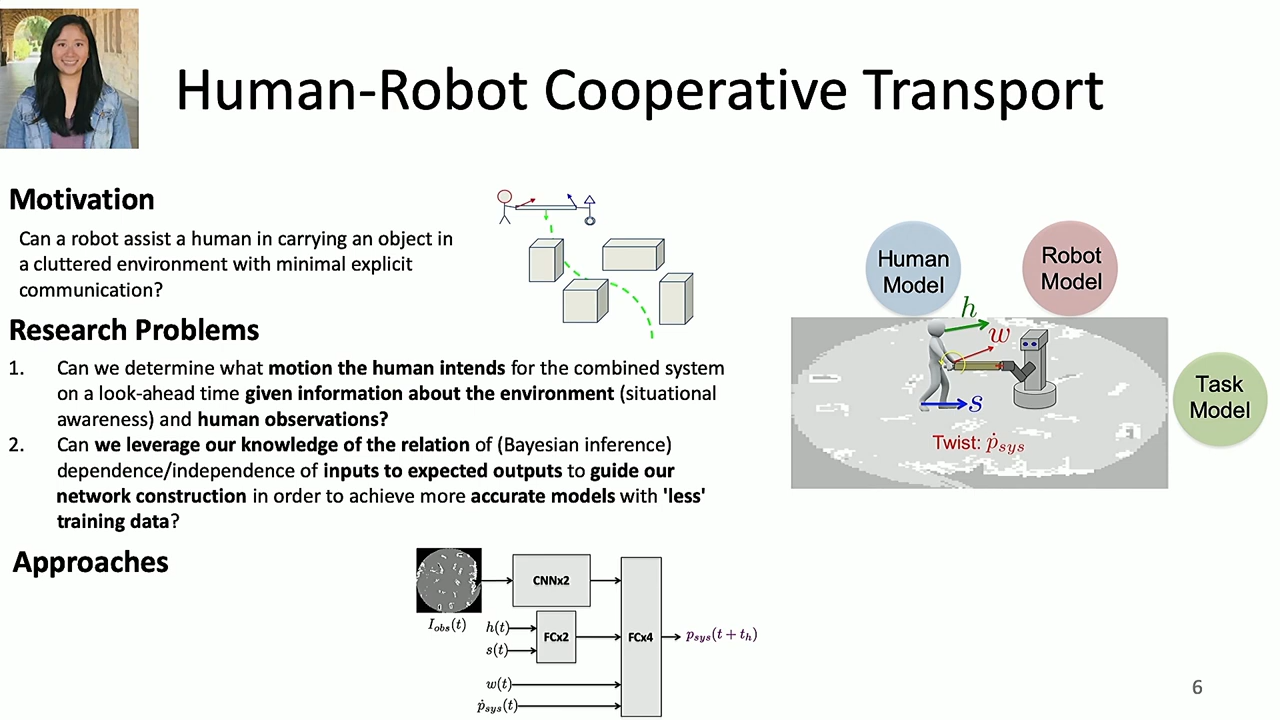 Human-Robot Cooperative Transport
Motivation
Can a robot assist a human in carrying an object in
a cluttered environment with minimal explicit
communication?
Research Problems
1. Can we determine what motion the human intends for the combined system
on a look-ahead time given information about the environment (situational
awareness) and human observations?
2. Can we leverage our knowledge of the relation of (Bayesian inference)
dependence/independence of inputs to expected outputs to guide our
network construction in order to achieve more accurate models with 'less'
training data?
Approaches
I_obs(t)
CNNx2
h(t)
s(t)
FCx2
FCx4
w(t)
ṗ_sys(t)
p_sys(t + t_h)
Human
Model
Robot
Model
h
w
s
Twist: ṗ_sys
Task
Model
6